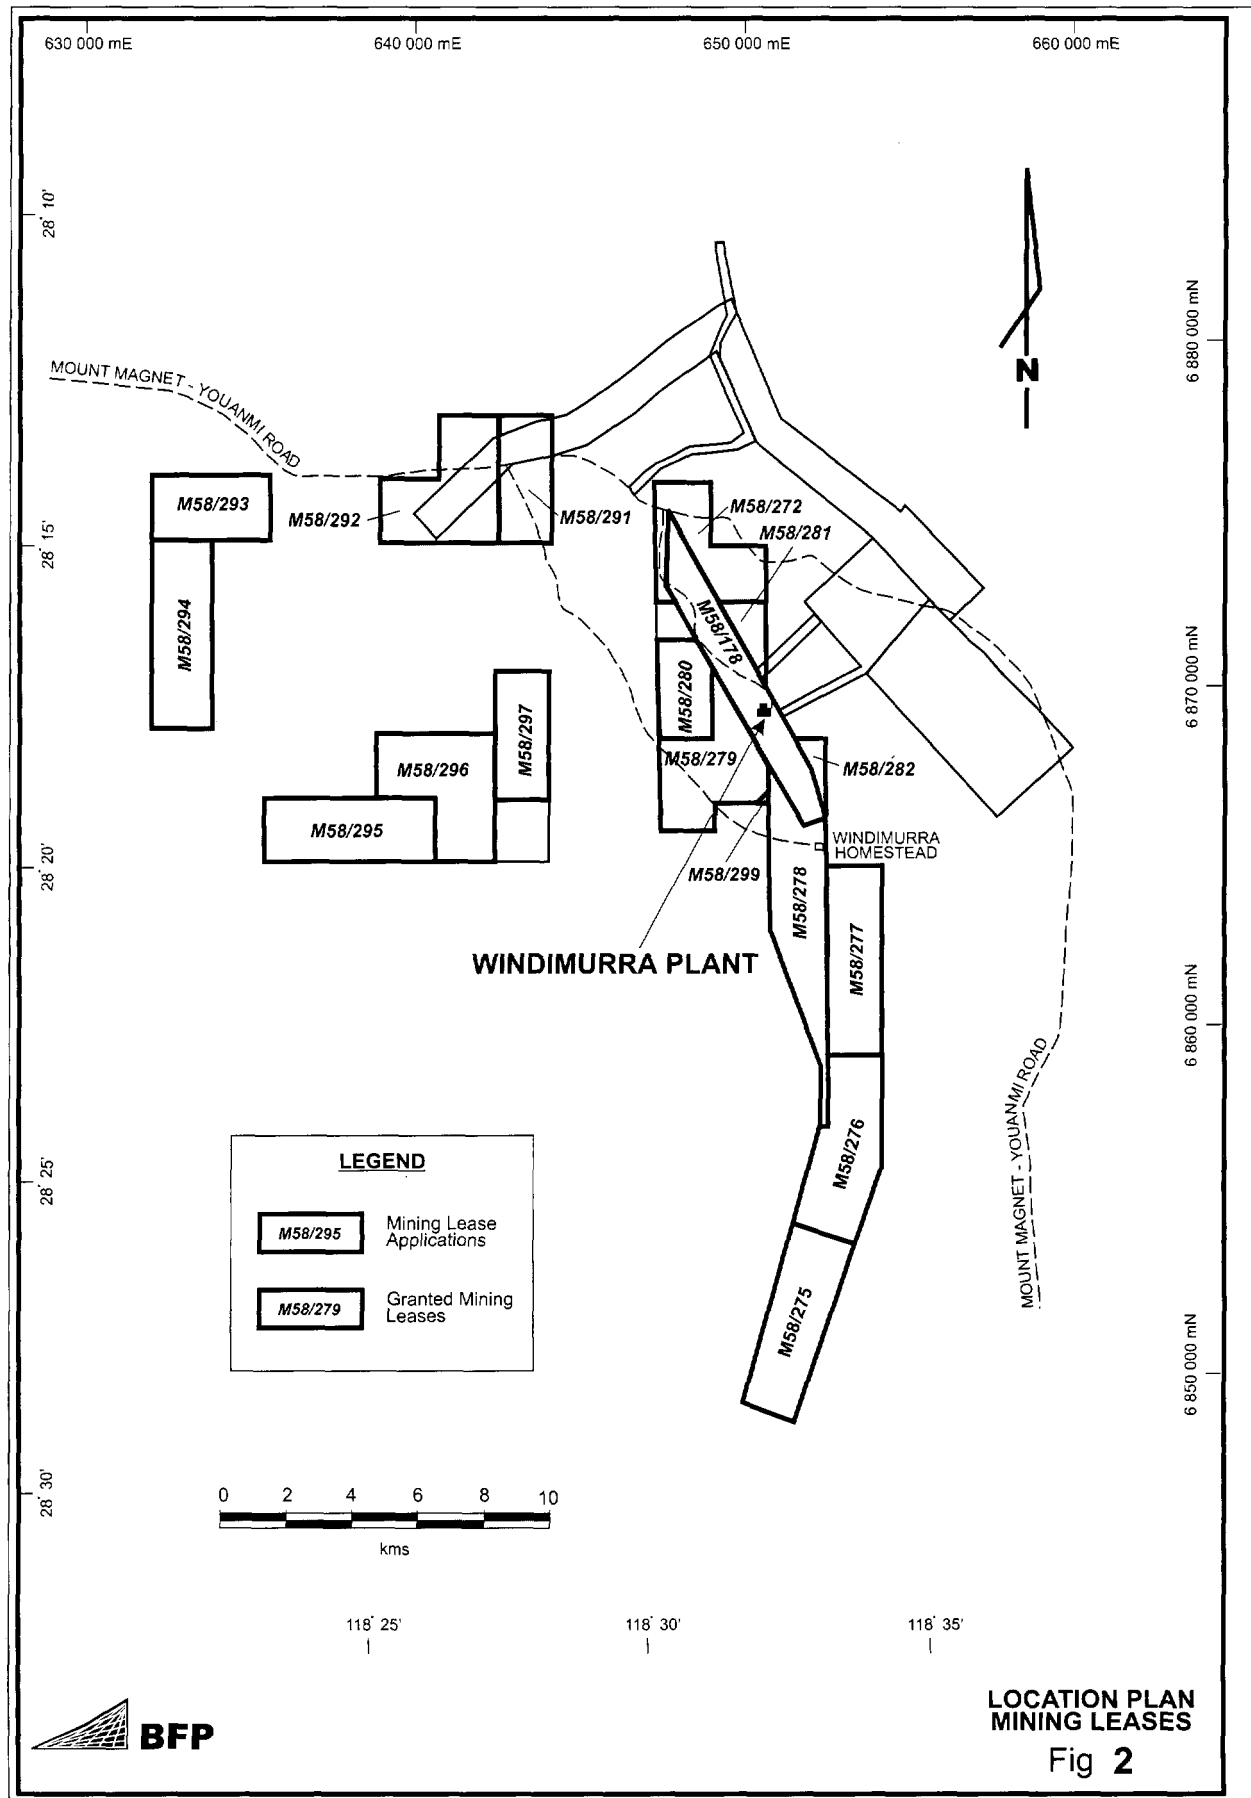 630 000 mE
640 000 mE
650 000 mE
660 000 mE
28° 10'
6 880 000 mN
N
MOUNT MAGNET - YOUANMI ROAD
M58/293
M58/292
M58/291
M58/272
M58/281
28° 15'
M58/294
M58/178
M58/280
6 870 000 mN
M58/297
M58/296
M58/279
M58/282
M58/295
WINDIMURRA
HOMESTEAD
28° 20'
M58/299
M58/278
M58/277
WINDIMURRA PLANT
6 860 000 mN
MOUNT MAGNET - YOUANMI ROAD
M58/276
28° 25'
LEGEND
M58/295
Mining Lease
Applications
M58/279
Granted Mining
Leases
M58/275
6 850 000 mN
28° 30'
0 2 4 6 8 10
kms
118° 25'
118° 30'
118° 35'
BFP
LOCATION PLAN
MINING LEASES
Fig 2